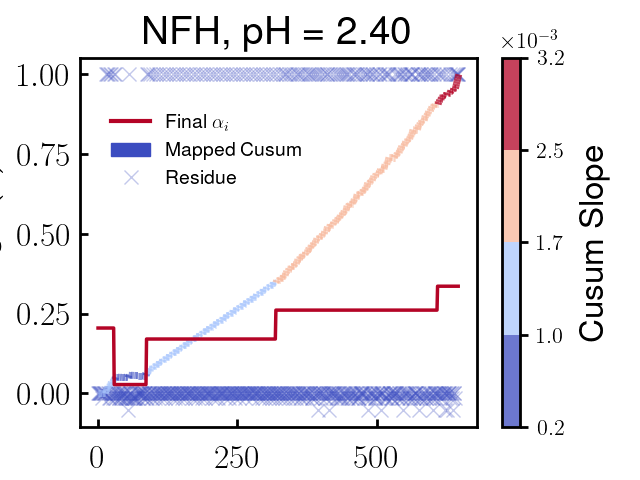 NFH, pH = 2.40
×10⁻³
1.00
0.75
0.50
0.25
0.00
0
250
500
Final αᵢ
Mapped Cusum
Residue
3.2
2.5
1.7
1.0
0.2
Cusum Slope